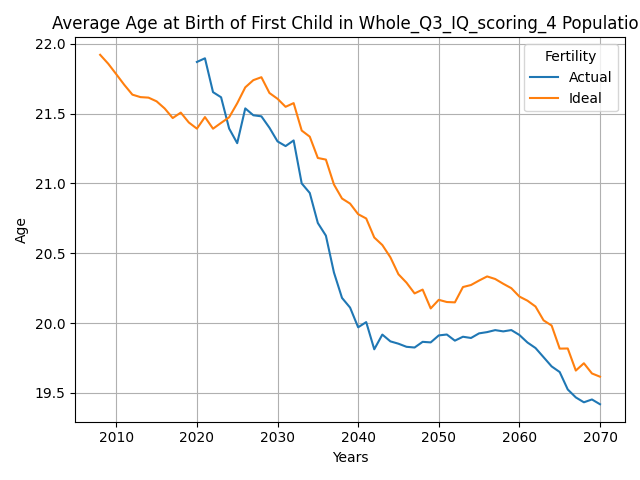 Average Age at Birth of First Child in Whole_Q3_IQ_scoring_4 Populatio
22.0
21.5
21.0
20.5
20.0
19.5
Age
Fertility
Actual
Ideal
2010 2020 2030 2040 2050 2060 2070
Years